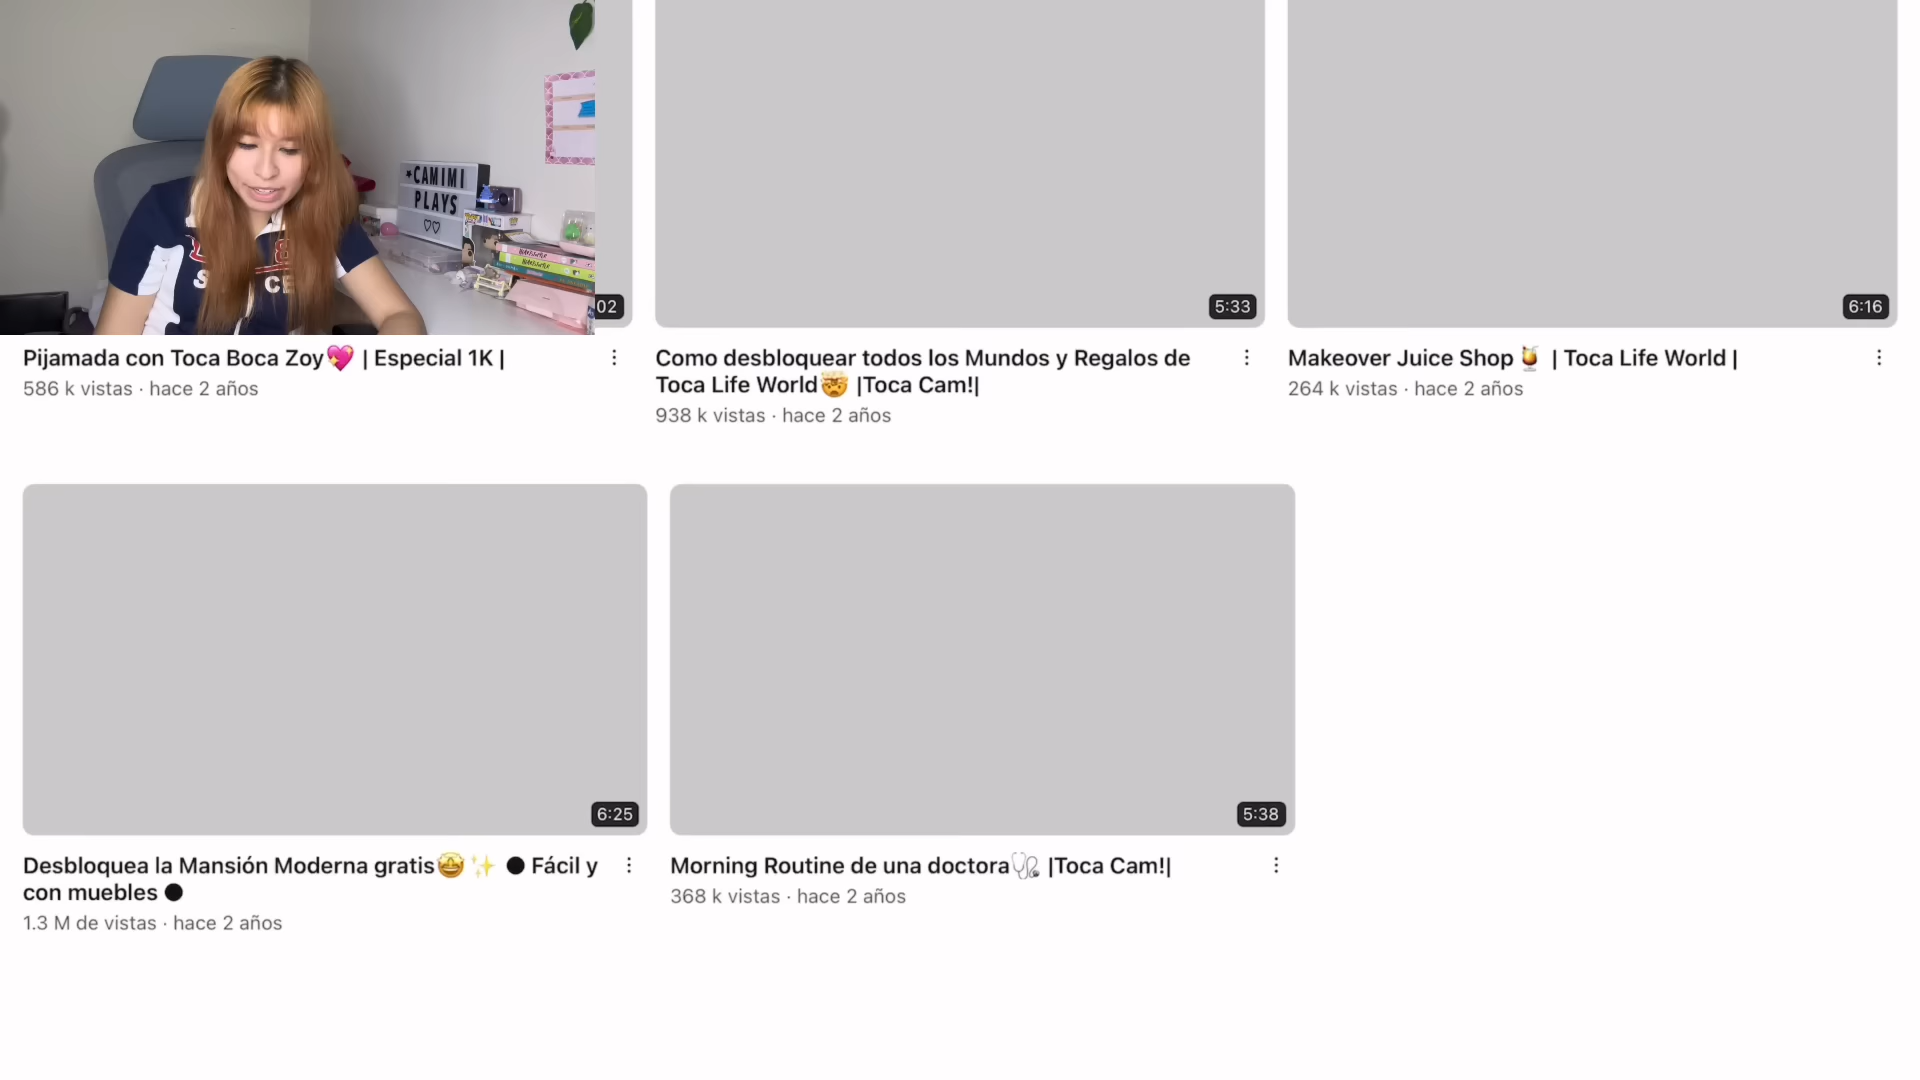 *CAMIMI
PLAYS
♡♡
02
5:33
6:16
Pijamada con Toca Boca Zoy💖 | Especial 1K |
586 k vistas · hace 2 años
Como desbloquear todos los Mundos y Regalos de
Toca Life World🤯 |Toca Cam!|
938 k vistas · hace 2 años
Makeover Juice Shop🍹 | Toca Life World |
264 k vistas · hace 2 años
6:25
5:38
Desbloquea la Mansión Moderna gratis🤩 ✨ ● Fácil y
con muebles ●
1.3 M de vistas · hace 2 años
Morning Routine de una doctora🩺 |Toca Cam!|
368 k vistas · hace 2 años